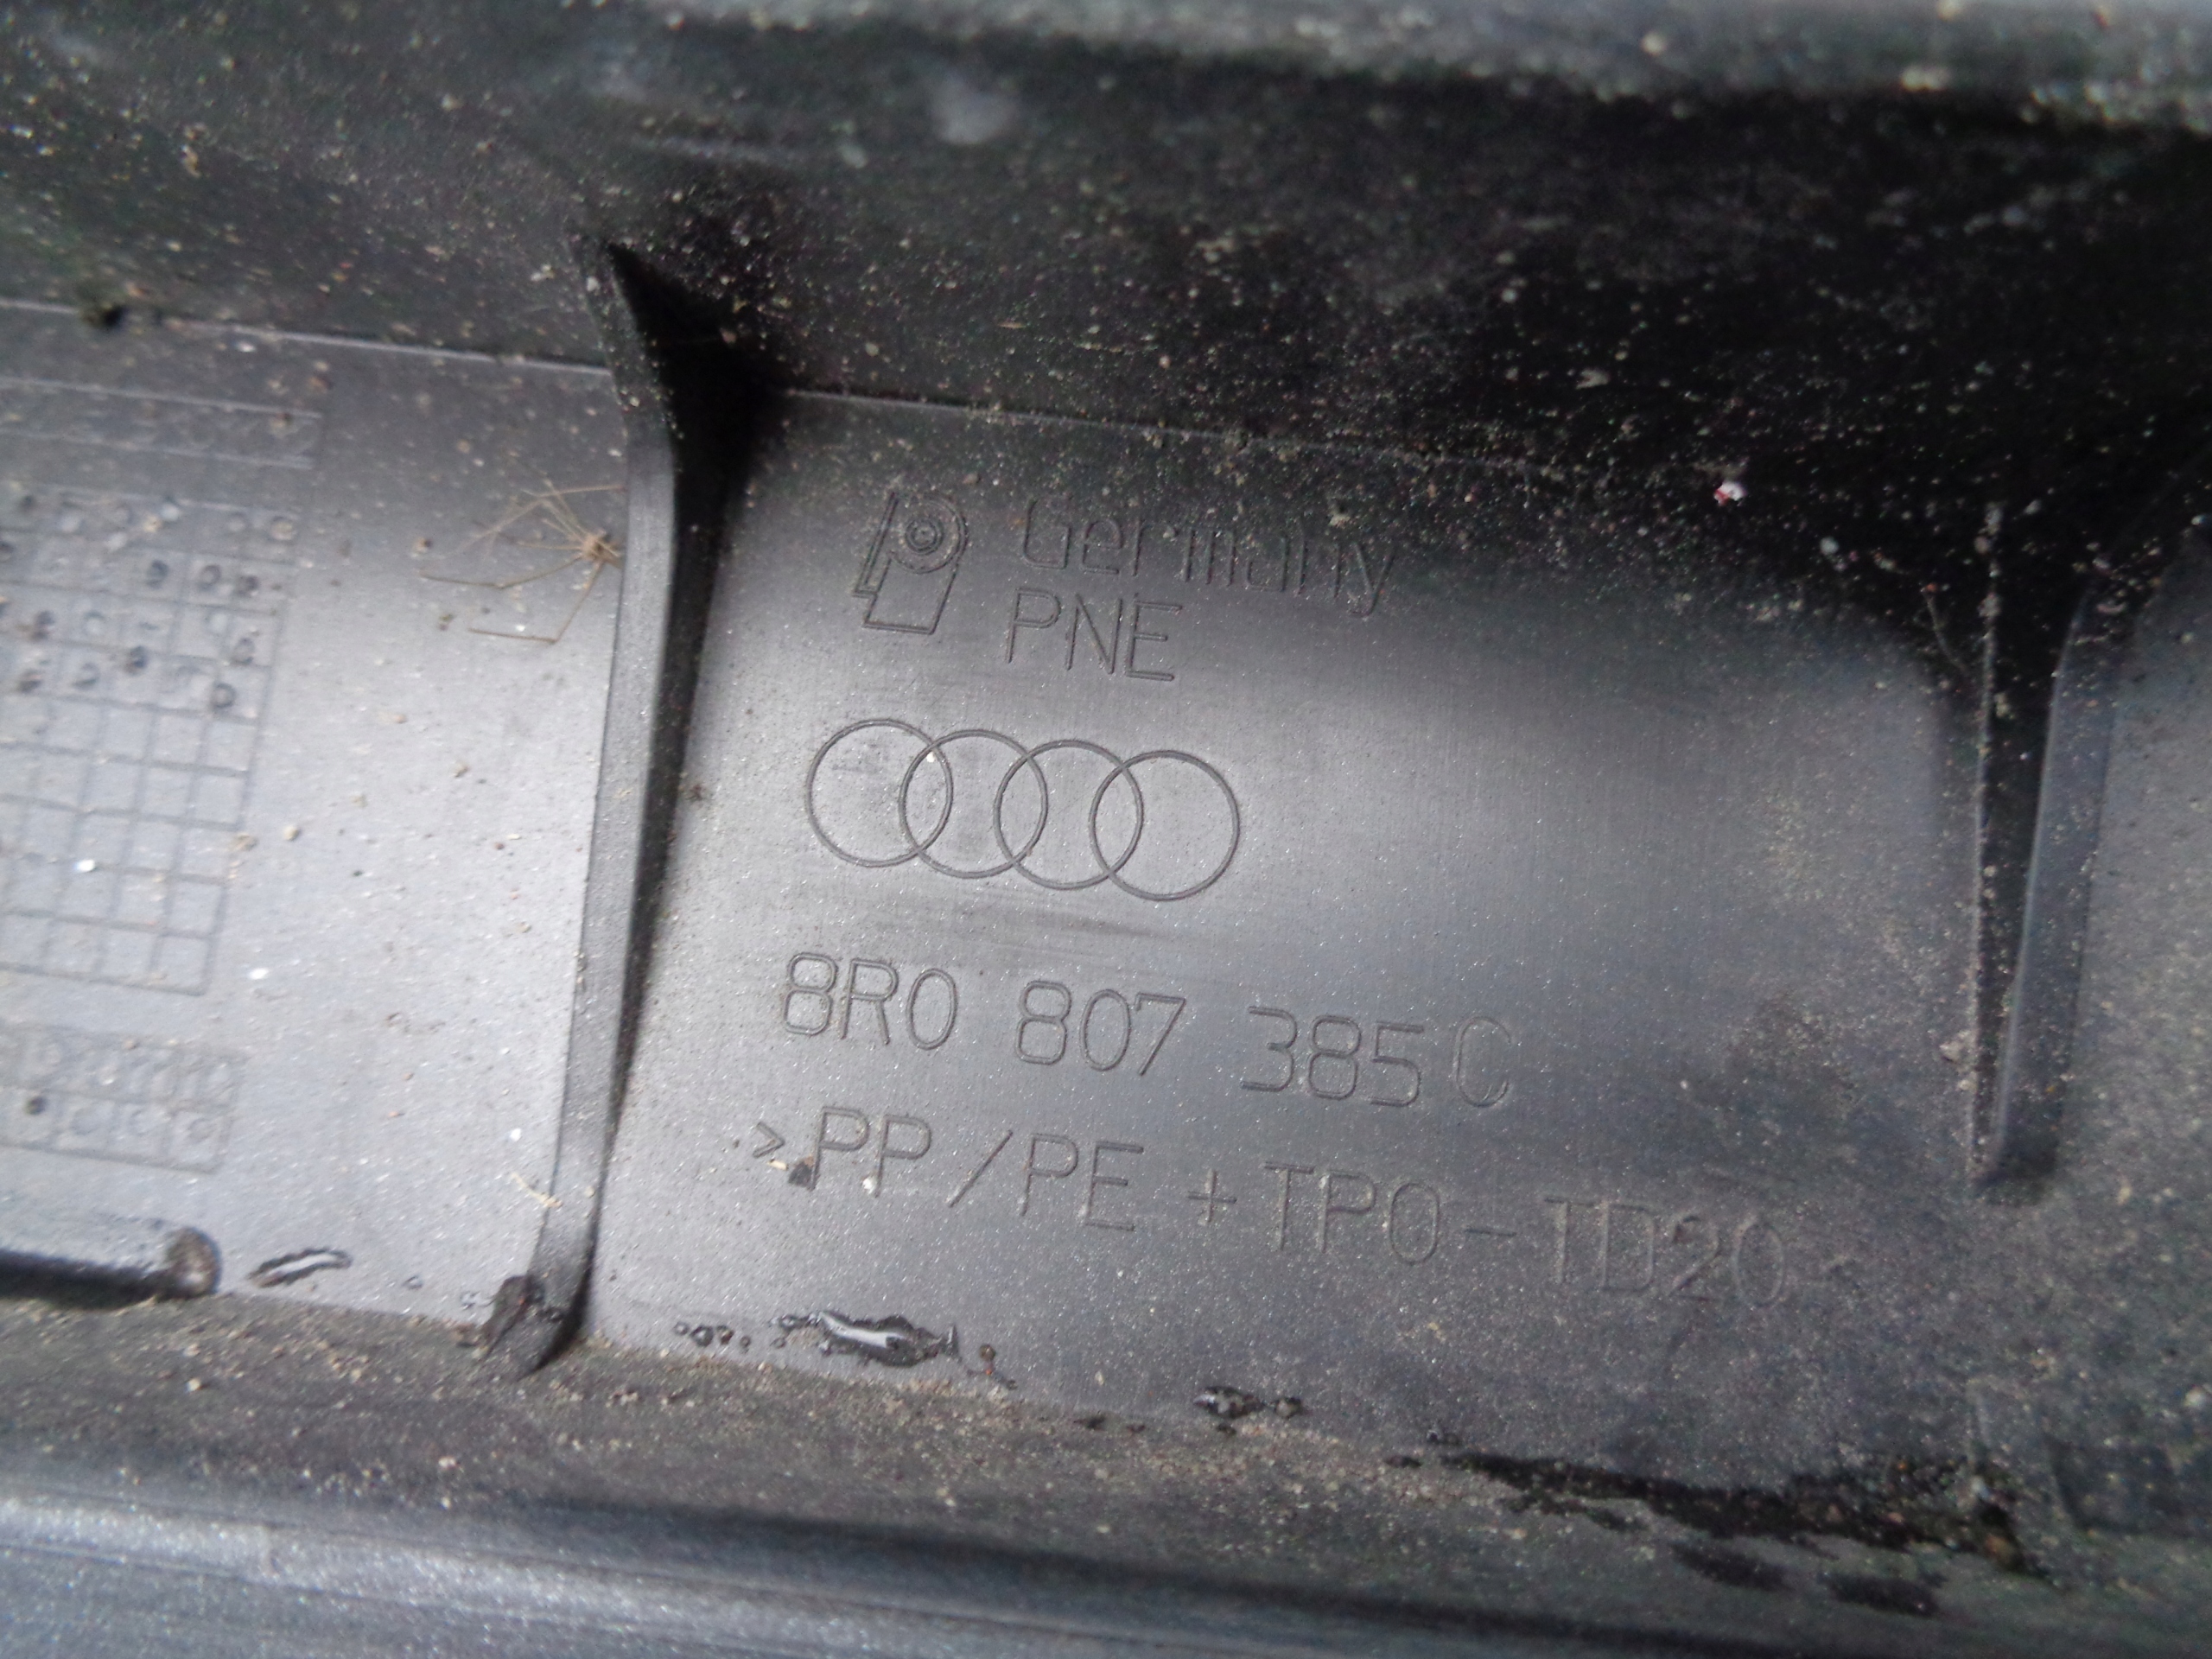 Germany
PNE
8R0 807 385 C
>PP/PE+TPO-TD20<